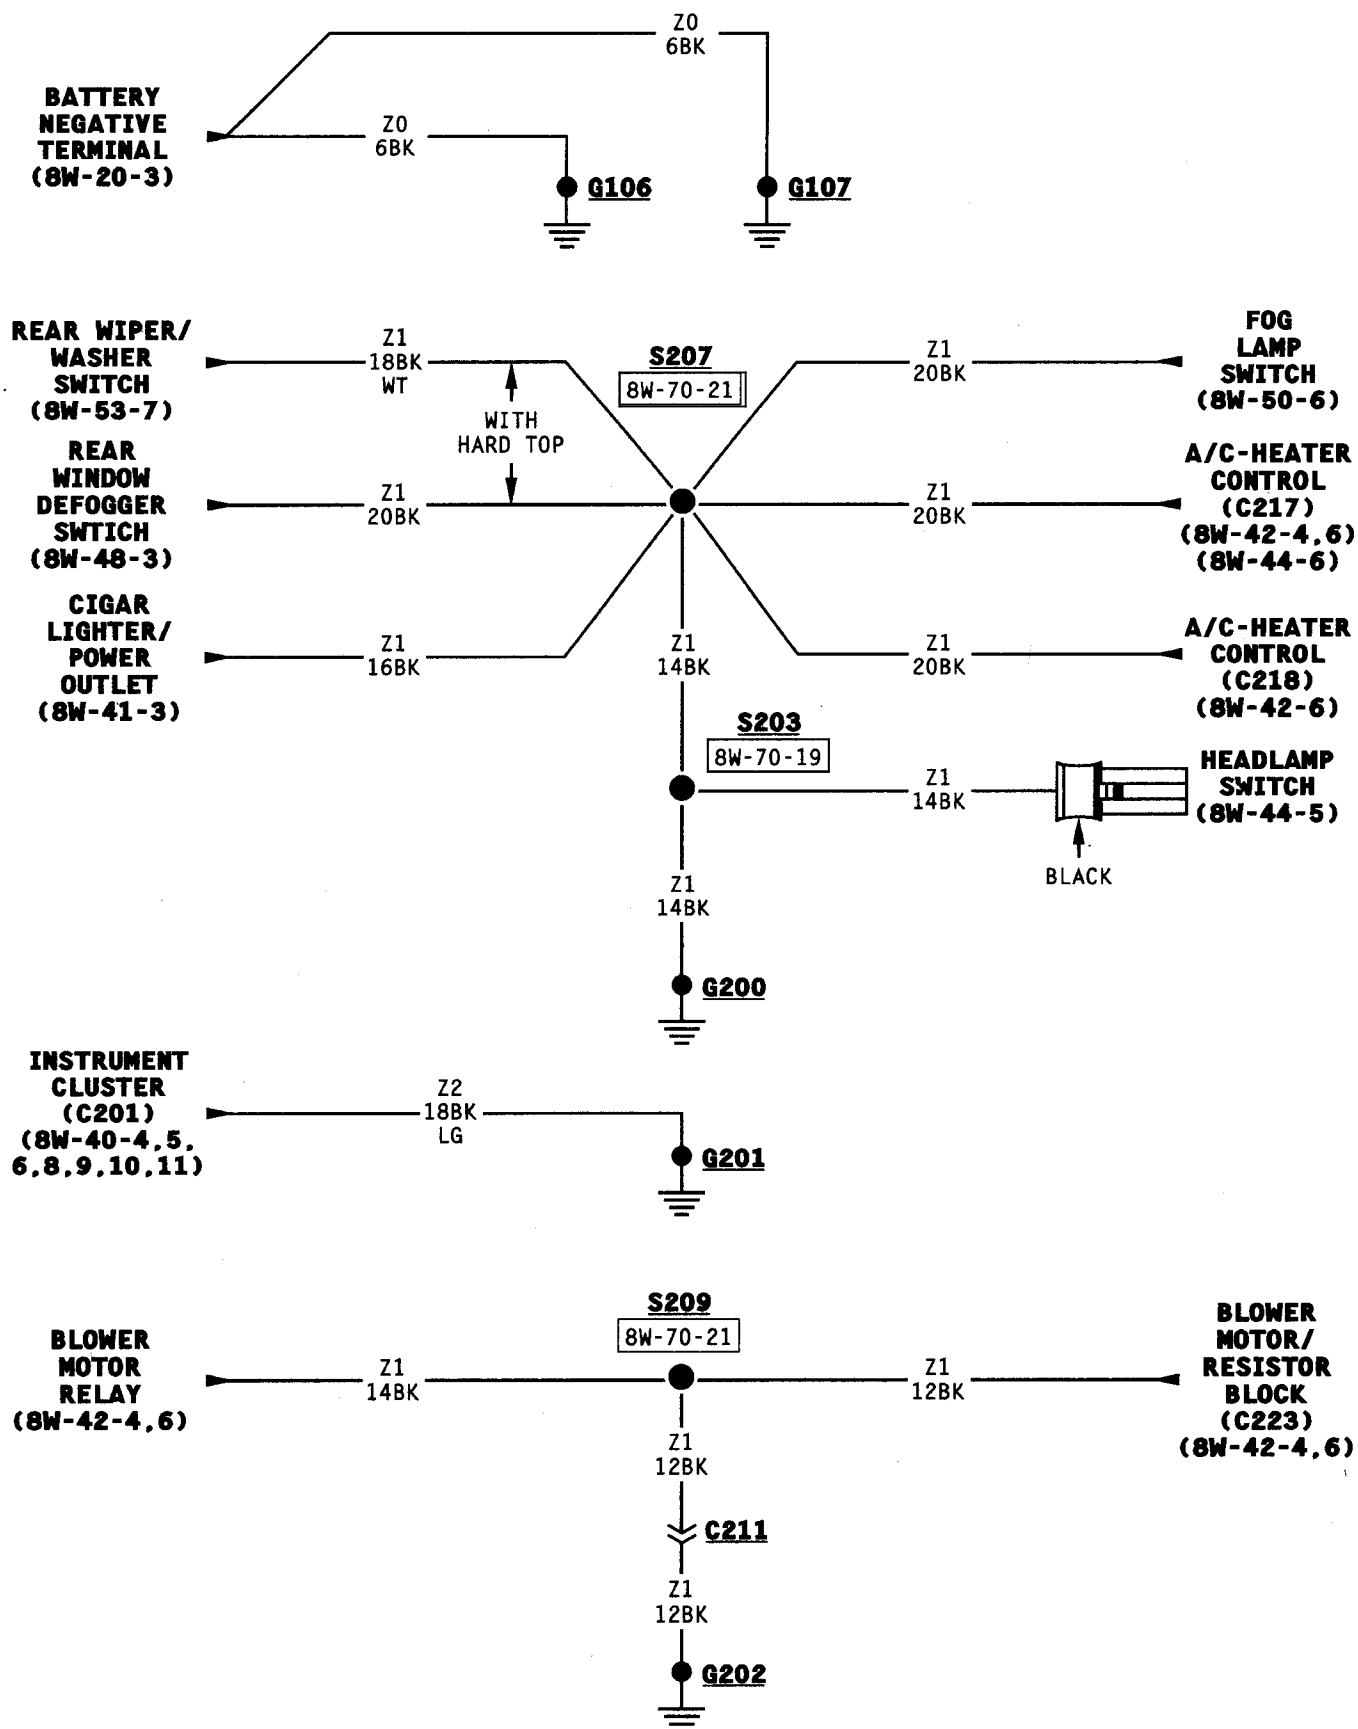 Z0
6BK
BATTERY
NEGATIVE
TERMINAL
(8W-20-3)
Z0
6BK
G106
G107
REAR WIPER/
WASHER
SWITCH
(8W-53-7)
Z1
18BK
WT
WITH
HARD TOP
S207
8W-70-21
Z1
20BK
FOG
LAMP
SWITCH
(8W-50-6)
REAR
WINDOW
DEFOGGER
SWTICH
(8W-48-3)
Z1
20BK
Z1
20BK
A/C-HEATER
CONTROL
(C217)
(8W-42-4,6)
(8W-44-6)
CIGAR
LIGHTER/
POWER
OUTLET
(8W-41-3)
Z1
16BK
Z1
14BK
Z1
20BK
A/C-HEATER
CONTROL
(C218)
(8W-42-6)
S203
8W-70-19
Z1
14BK
HEADLAMP
SWITCH
(8W-44-5)
BLACK
Z1
14BK
G200
INSTRUMENT
CLUSTER
(C201)
(8W-40-4,5,
6,8,9,10,11)
Z2
18BK
LG
G201
BLOWER
MOTOR
RELAY
(8W-42-4,6)
Z1
14BK
S209
8W-70-21
Z1
12BK
BLOWER
MOTOR/
RESISTOR
BLOCK
(C223)
(8W-42-4,6)
Z1
12BK
C211
Z1
12BK
G202